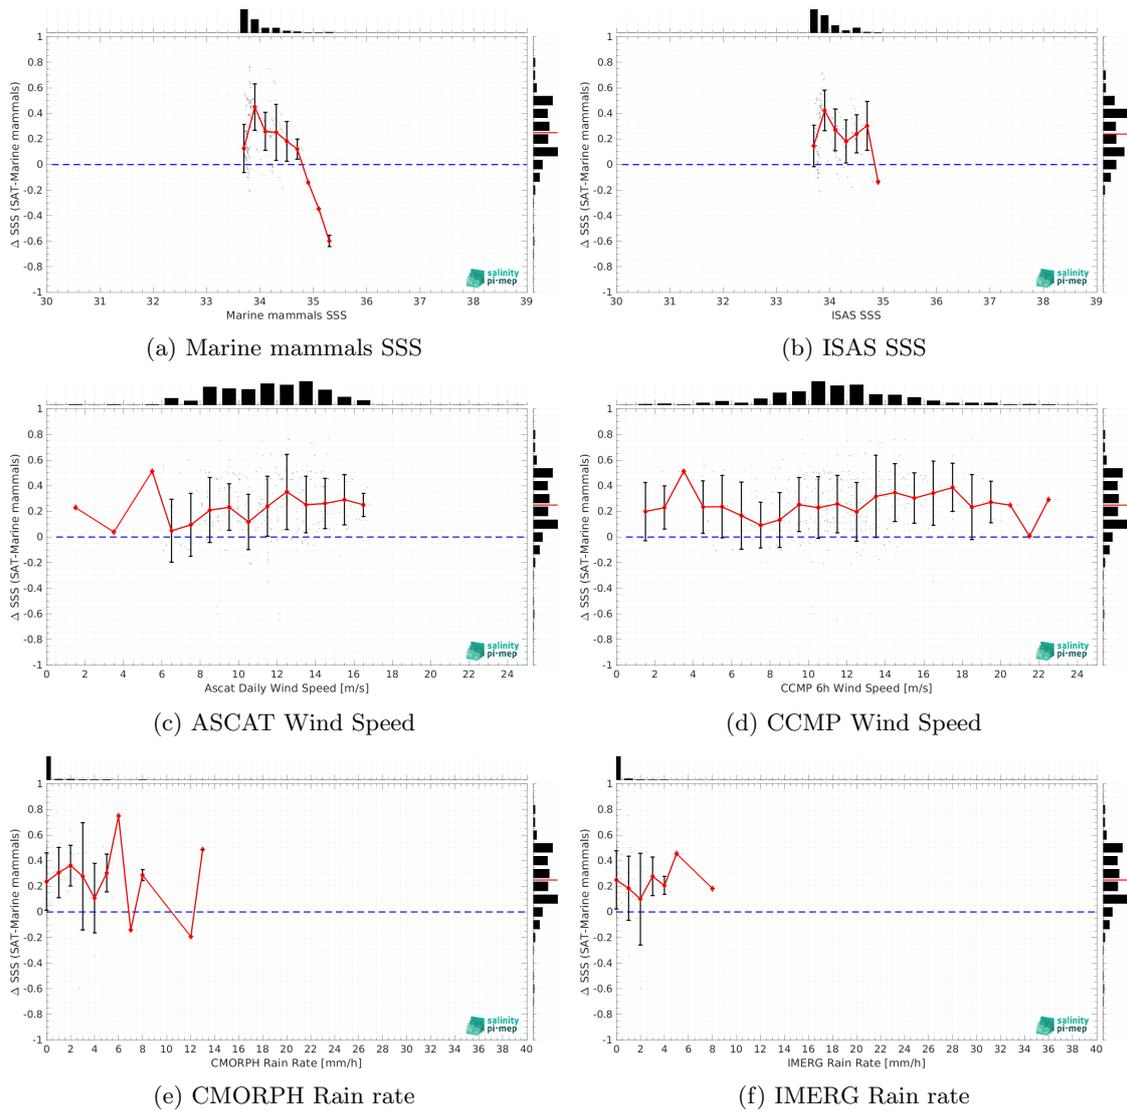 1
0.8
0.6
0.4
0.2
0
-0.2
-0.4
-0.6
-0.8
-1
Δ SSS (SAT-Marine mammals)
30 31 32 33 34 35 36 37 38 39
Marine mammals SSS
salinity
pi-mep
(a) Marine mammals SSS
1
0.8
0.6
0.4
0.2
0
-0.2
-0.4
-0.6
-0.8
-1
Δ SSS (SAT-Marine mammals)
30 31 32 33 34 35 36 37 38 39
ISAS SSS
salinity
pi-mep
(b) ISAS SSS
1
0.8
0.6
0.4
0.2
0
-0.2
-0.4
-0.6
-0.8
-1
Δ SSS (SAT-Marine mammals)
0 2 4 6 8 10 12 14 16 18 20 22 24
Ascat Daily Wind Speed [m/s]
salinity
pi-mep
(c) ASCAT Wind Speed
1
0.8
0.6
0.4
0.2
0
-0.2
-0.4
-0.6
-0.8
-1
Δ SSS (SAT-Marine mammals)
0 2 4 6 8 10 12 14 16 18 20 22 24
CCMP 6h Wind Speed [m/s]
salinity
pi-mep
(d) CCMP Wind Speed
1
0.8
0.6
0.4
0.2
0
-0.2
-0.4
-0.6
-0.8
-1
Δ SSS (SAT-Marine mammals)
0 2 4 6 8 10 12 14 16 18 20 22 24 26 28 30 32 34 36 38 40
CMORPH Rain Rate [mm/h]
salinity
pi-mep
(e) CMORPH Rain rate
1
0.8
0.6
0.4
0.2
0
-0.2
-0.4
-0.6
-0.8
-1
Δ SSS (SAT-Marine mammals)
0 2 4 6 8 10 12 14 16 18 20 22 24 26 28 30 32 34 36 38 40
IMERG Rain Rate [mm/h]
salinity
pi-mep
(f) IMERG Rain rate